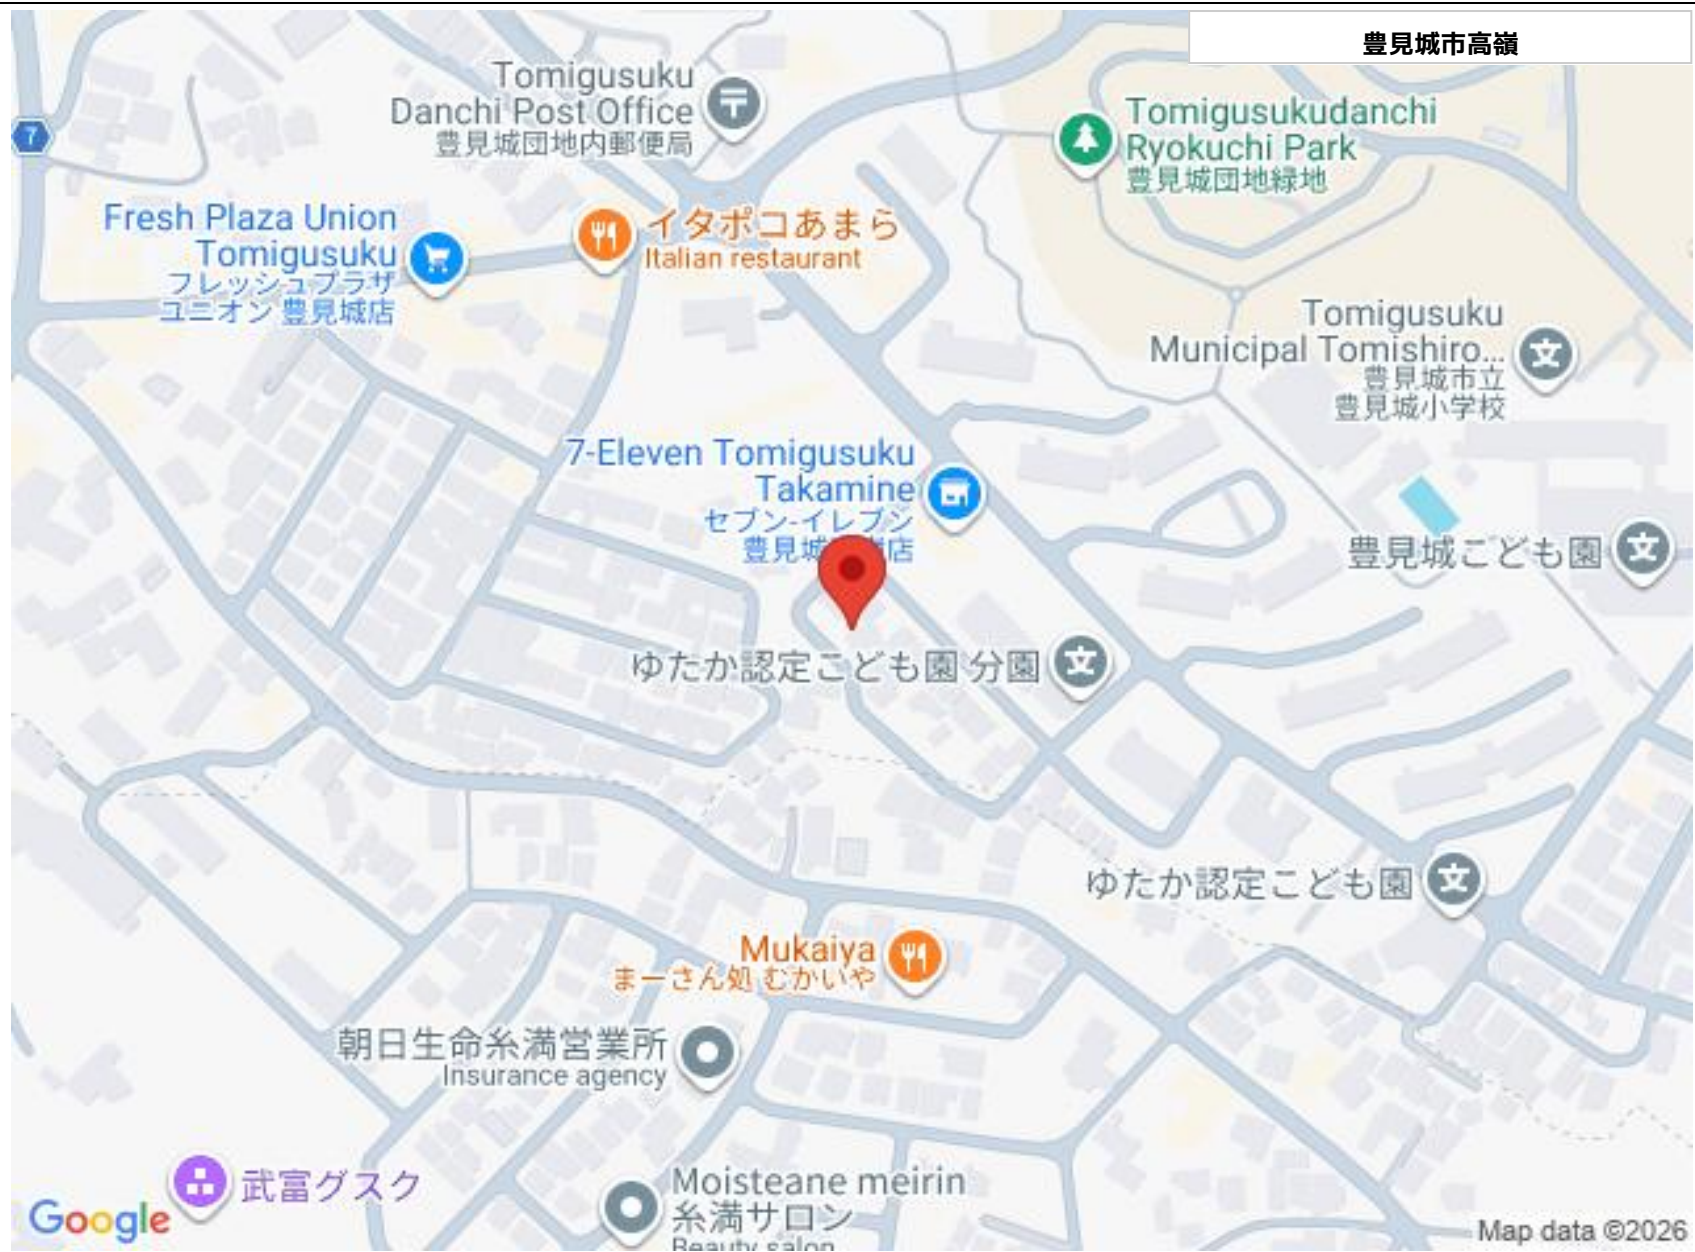 豊見城市高嶺
Tomigusuku
Danchi Post Office
豊見城団地内郵便局
Tomigusukudanchi
Ryokuchi Park
豊見城団地緑地
7
Fresh Plaza Union
Tomigusuku
フレッシュプラザ
ユニオン 豊見城店
イタポコあまら
Italian restaurant
Tomigusuku
Municipal Tomishiro...
豊見城市立
豊見城小学校
7-Eleven Tomigusuku
Takamine
セブン-イレブン
豊見城 店
豊見城こども園
ゆたか認定こども園 分園
ゆたか認定こども園
Mukaiya
まーさん処 むかいや
朝日生命糸満営業所
Insurance agency
武富グスク
Moisteane meirin
糸満サロン
Beauty salon
Google
Map data ©2026